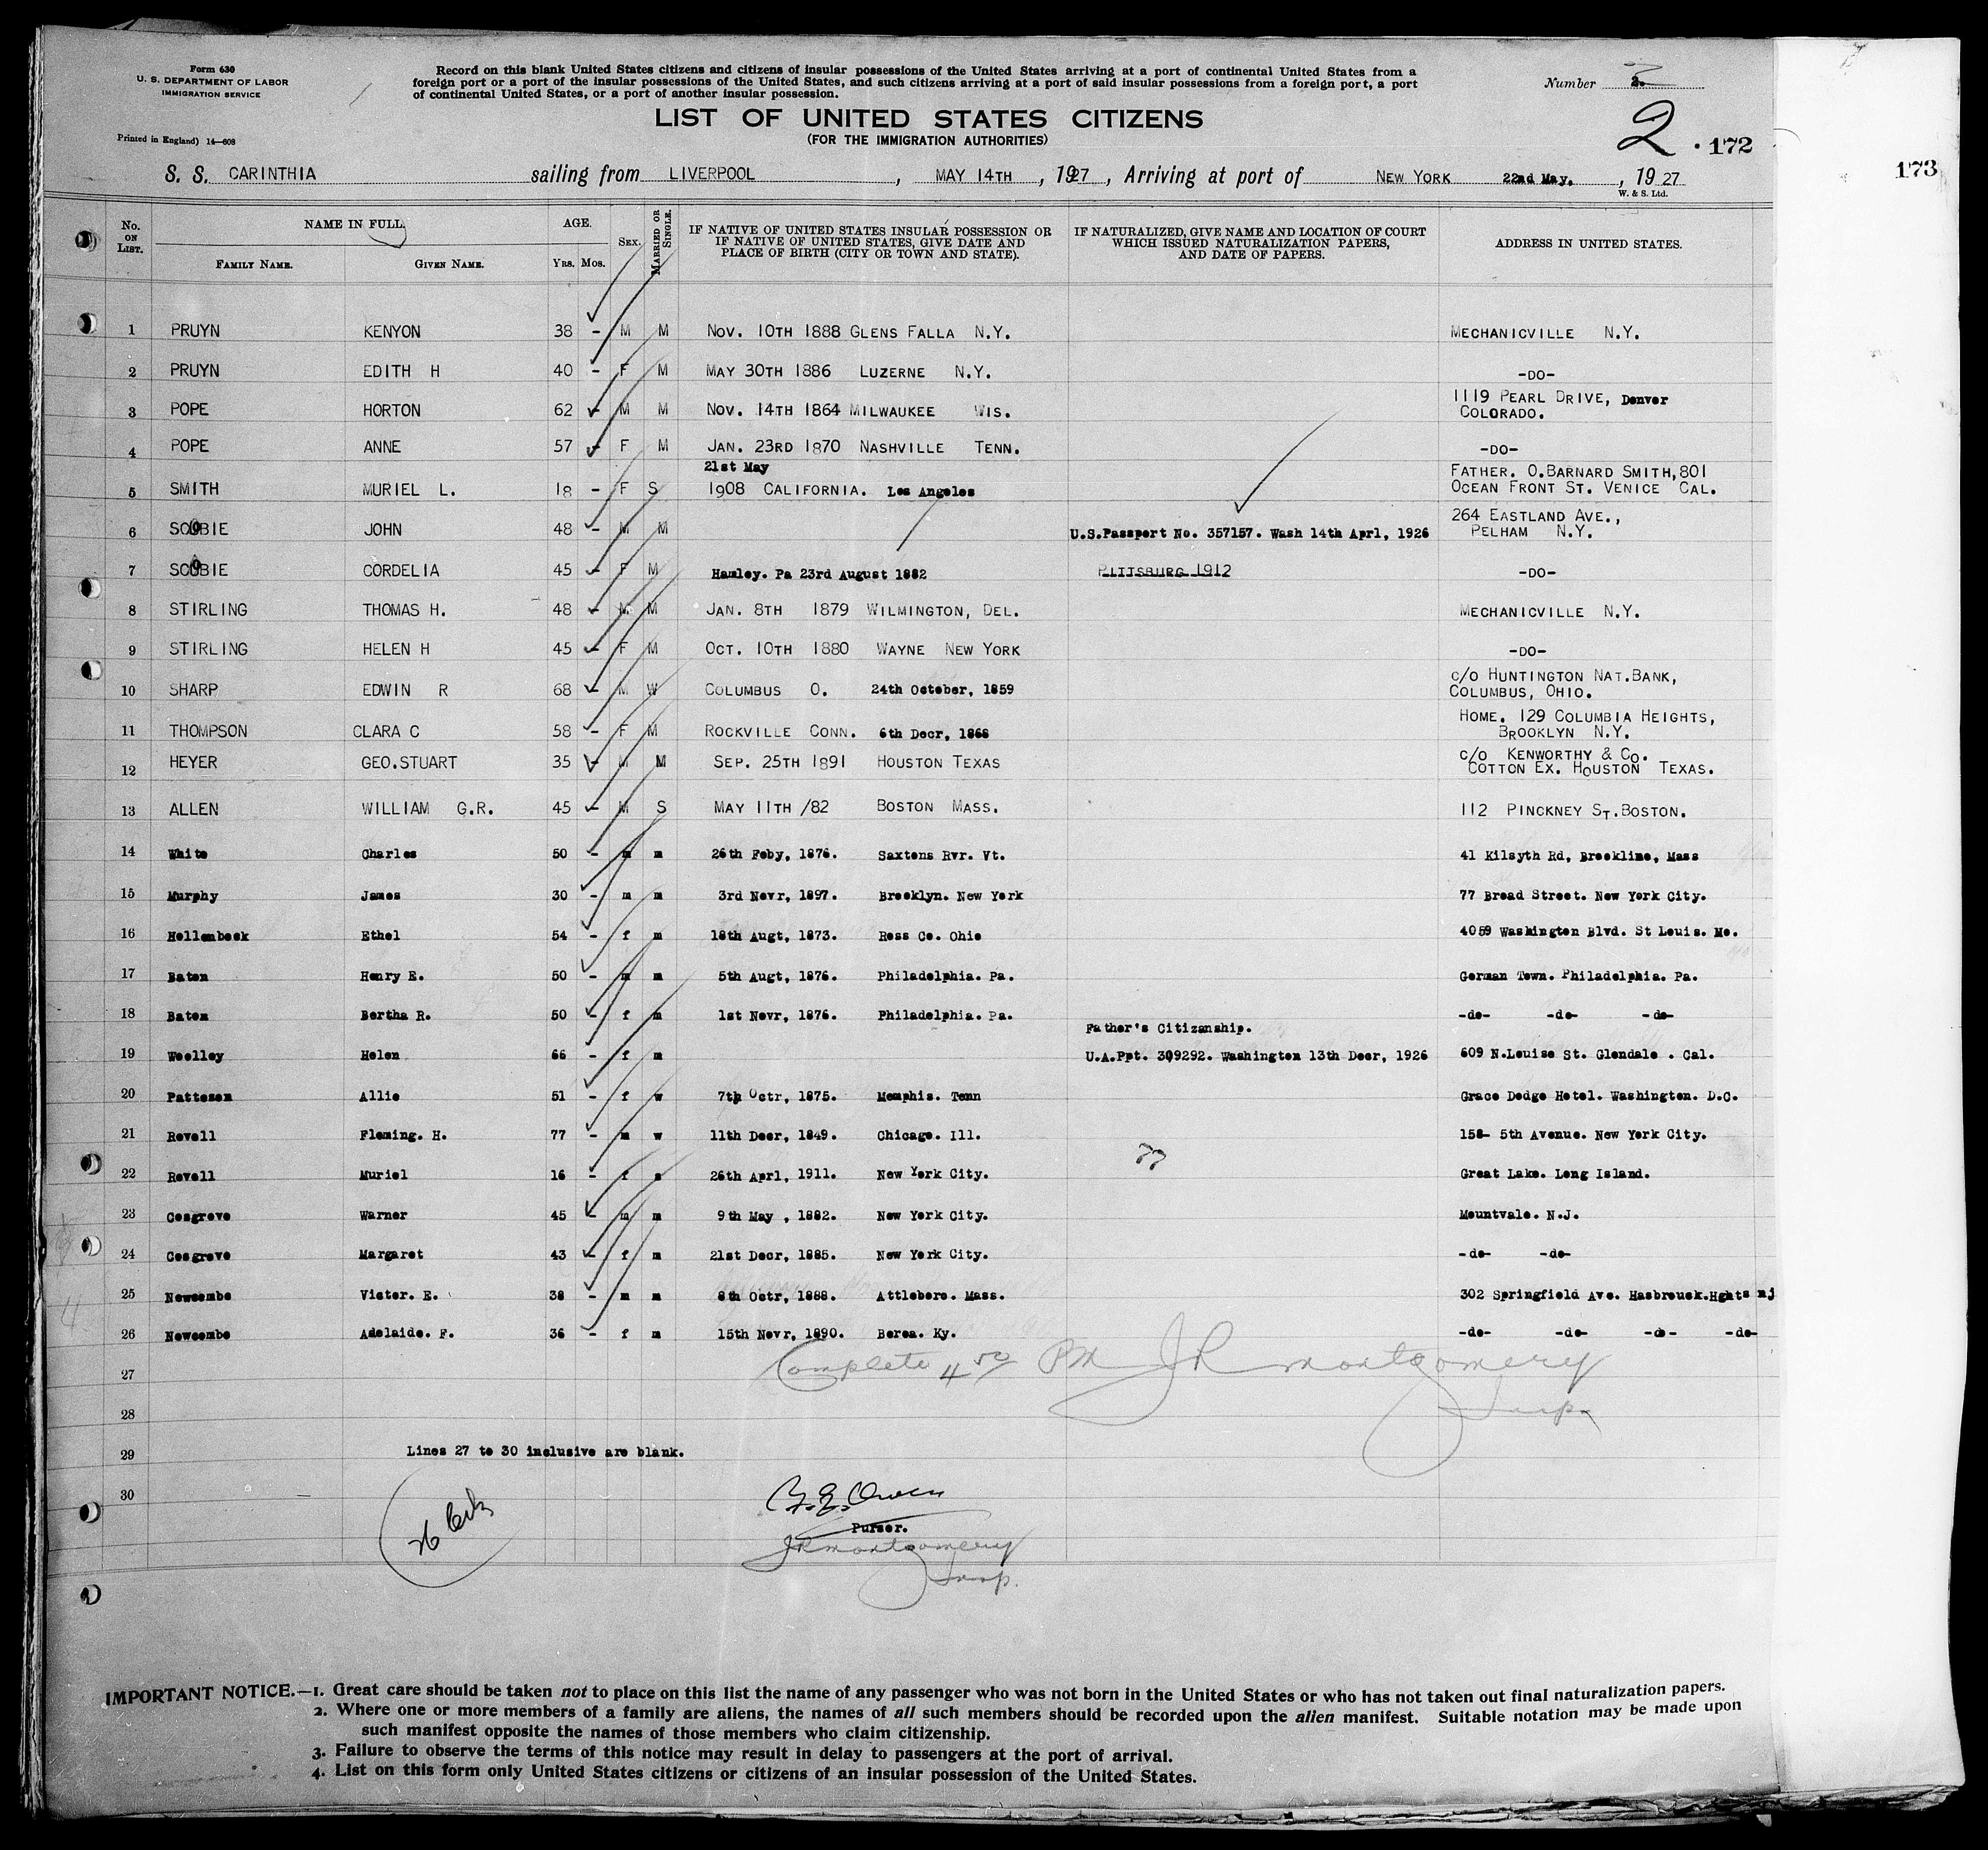 Form 630
U. S. DEPARTMENT OF LABOR
IMMIGRATION SERVICE
Printed in England) 14—608
Record on this blank United States citizens and citizens of insular possessions of the United States arriving at a port of continental United States from a
foreign port or a port of the insular possessions of the United States, and such citizens arriving at a port of said insular possessions from a foreign port, a port
of continental United States, or a port of another insular possession.
Number 2
LIST OF UNITED STATES CITIZENS
(FOR THE IMMIGRATION AUTHORITIES)
2 . 172
173
S. S. CARINTHIA sailing from LIVERPOOL , MAY 14TH , 1927 , Arriving at port of NEW YORK 22nd May, , 19 27
W. & S. Ltd.
No. ON LIST. NAME IN FULL. AGE. SEX. MARRIED OR SINGLE. IF NATIVE OF UNITED STATES INSULAR POSSESSION OR IF NATIVE OF UNITED STATES, GIVE DATE AND PLACE OF BIRTH (CITY OR TOWN AND STATE). IF NATURALIZED, GIVE NAME AND LOCATION OF COURT WHICH ISSUED NATURALIZATION PAPERS, AND DATE OF PAPERS. ADDRESS IN UNITED STATES.
FAMILY NAME. GIVEN NAME. YRS. MOS.
1 PRUYN KENYON 38 - M M NOV. 10TH 1888 GLENS FALLA N.Y. MECHANICVILLE N.Y.
2 PRUYN EDITH H 40 - F M MAY 30TH 1886 LUZERNE N.Y. -DO-
3 POPE HORTON 62 - M M NOV. 14TH 1864 MILWAUKEE WIS. 1119 PEARL DRIVE, Denver COLORADO.
4 POPE ANNE 57 - F M JAN. 23RD 1870 NASHVILLE TENN. -DO-
5 SMITH MURIEL L. 18 - F S 21st May 1908 CALIFORNIA. Los Angeles FATHER. O.BARNARD SMITH,801 OCEAN FRONT ST. VENICE CAL.
6 SCOBIE JOHN 48 - M M U.S.Passport No. 357157. Wash 14th Aprl, 1926 264 EASTLAND AVE., PELHAM N.Y.
7 SCOBIE CORDELIA 45 - F M Hamley. Pa 23rd August 1882 PITTSBURG 1912 -DO-
8 STIRLING THOMAS H. 48 - M M JAN. 8TH 1879 WILMINGTON, DEL. MECHANICVILLE N.Y.
9 STIRLING HELEN H 45 - F M OCT. 10TH 1880 WAYNE NEW YORK -DO-
10 SHARP EDWIN R 68 - M W COLUMBUS O. 24th October, 1859 C/O HUNTINGTON NAT.BANK, COLUMBUS, OHIO.
11 THOMPSON CLARA C 58 - F M ROCKVILLE CONN. 6th Decr, 1868 HOME. 129 COLUMBIA HEIGHTS, BROOKLYN N.Y.
12 HEYER GEO.STUART 35 - M M SEP. 25TH 1891 HOUSTON TEXAS C/O KENWORTHY & CO. COTTON EX. HOUSTON TEXAS.
13 ALLEN WILLIAM G.R. 45 - M S MAY 11TH /82 BOSTON MASS. 112 PINCKNEY ST.BOSTON.
14 White Charles 50 - m m 26th Feby, 1876. Saxtens Rvr. Vt. 41 Kilsyth Rd, Brookline, Mass
15 Murphy James 30 - m m 3rd Novr, 1897. Brooklyn. New York 77 Broad Street. New York City.
16 Hollenbeck Ethel 54 - f m 18th Augt, 1873. Ross Co. Ohio 4059 Washington Blvd. St Louis. Mo.
17 Baton Henry E. 50 - m m 5th Augt, 1876. Philadelphia. Pa. German Town. Philadelphia. Pa.
18 Baton Bertha R. 50 - f m 1st Novr, 1876. Philadelphia. Pa. -do- -do- -do-
Father's Citizenship.
19 Woolley Helen 66 - f m U.A.Ppt. 309292. Washington 13th Decr, 1926 609 N.Louise St. Glendale . Cal.
20 Patteson Allie 51 - f w 7th Octr, 1875. Memphis. Tenn Grace Dodge Hotel. Washington. D.C.
21 Revell Fleming. H. 77 - m w 11th Decr, 1849. Chicago. Ill. 158- 5th Avenue. New York City.
22 Revell Muriel 16 - f s 26th Aprl, 1911. New York City. Great Lake. Long Island.
23 Cosgrove Warner 45 - m m 9th May , 1882. New York City. Mountvale. N.J.
24 Cosgrove Margaret 43 - f m 21st Decr, 1885. New York City. -do- -do-
25 Newcombe Victor. E. 38 - m m 8th Octr, 1888. Attleboro. Mass. 302 Springfield Ave. Hasbrouck.Hghts nj
26 Newcombe Adelaide. F. 36 - f m 15th Novr, 1890. Berea. Ky. -do- -do- -do- -do-
Complete 4 50 PM JR Montgomery
27
Insp.
28
29 Lines 27 to 30 inclusive are blank.
30
Owen
26
Purser.
JR Montgomery
Insp.
IMPORTANT NOTICE.—1. Great care should be taken not to place on this list the name of any passenger who was not born in the United States or who has not taken out final naturalization papers.
2. Where one or more members of a family are aliens, the names of all such members should be recorded upon the alien manifest. Suitable notation may be made upon
such manifest opposite the names of those members who claim citizenship.
3. Failure to observe the terms of this notice may result in delay to passengers at the port of arrival.
4. List on this form only United States citizens or citizens of an insular possession of the United States.